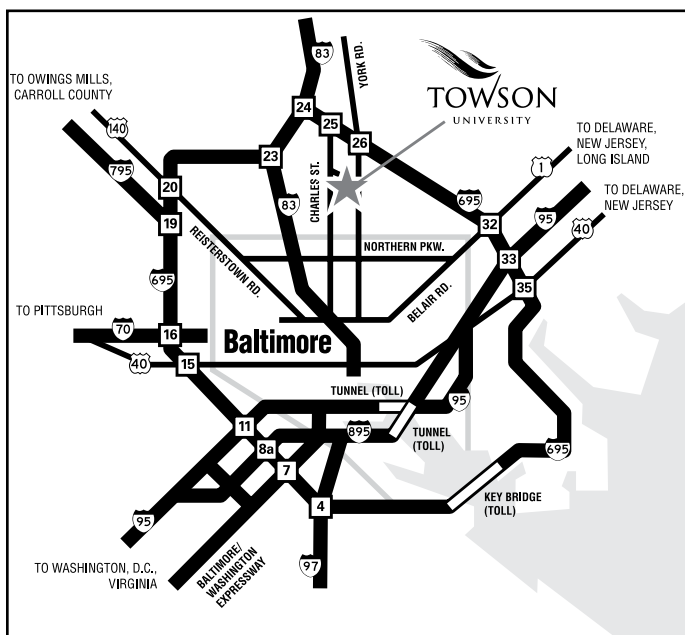 83
YORK RD.
TOWSON
UNIVERSITY
TO OWINGS MILLS,
CARROLL COUNTY
140
795
24
25
26
23
20
19
CHARLES ST.
83
695
1
TO DELAWARE,
NEW JERSEY,
LONG ISLAND
TO DELAWARE,
NEW JERSEY
95
40
32
33
35
REISTERSTOWN RD.
NORTHERN PKW.
BELAIR RD.
695
TO PITTSBURGH
70
16
40
15
Baltimore
TUNNEL (TOLL)
95
11
895
TUNNEL
(TOLL)
8a
7
4
695
KEY BRIDGE
(TOLL)
95
97
TO WASHINGTON, D.C.,
VIRGINIA
BALTIMORE/
WASHINGTON
EXPRESSWAY